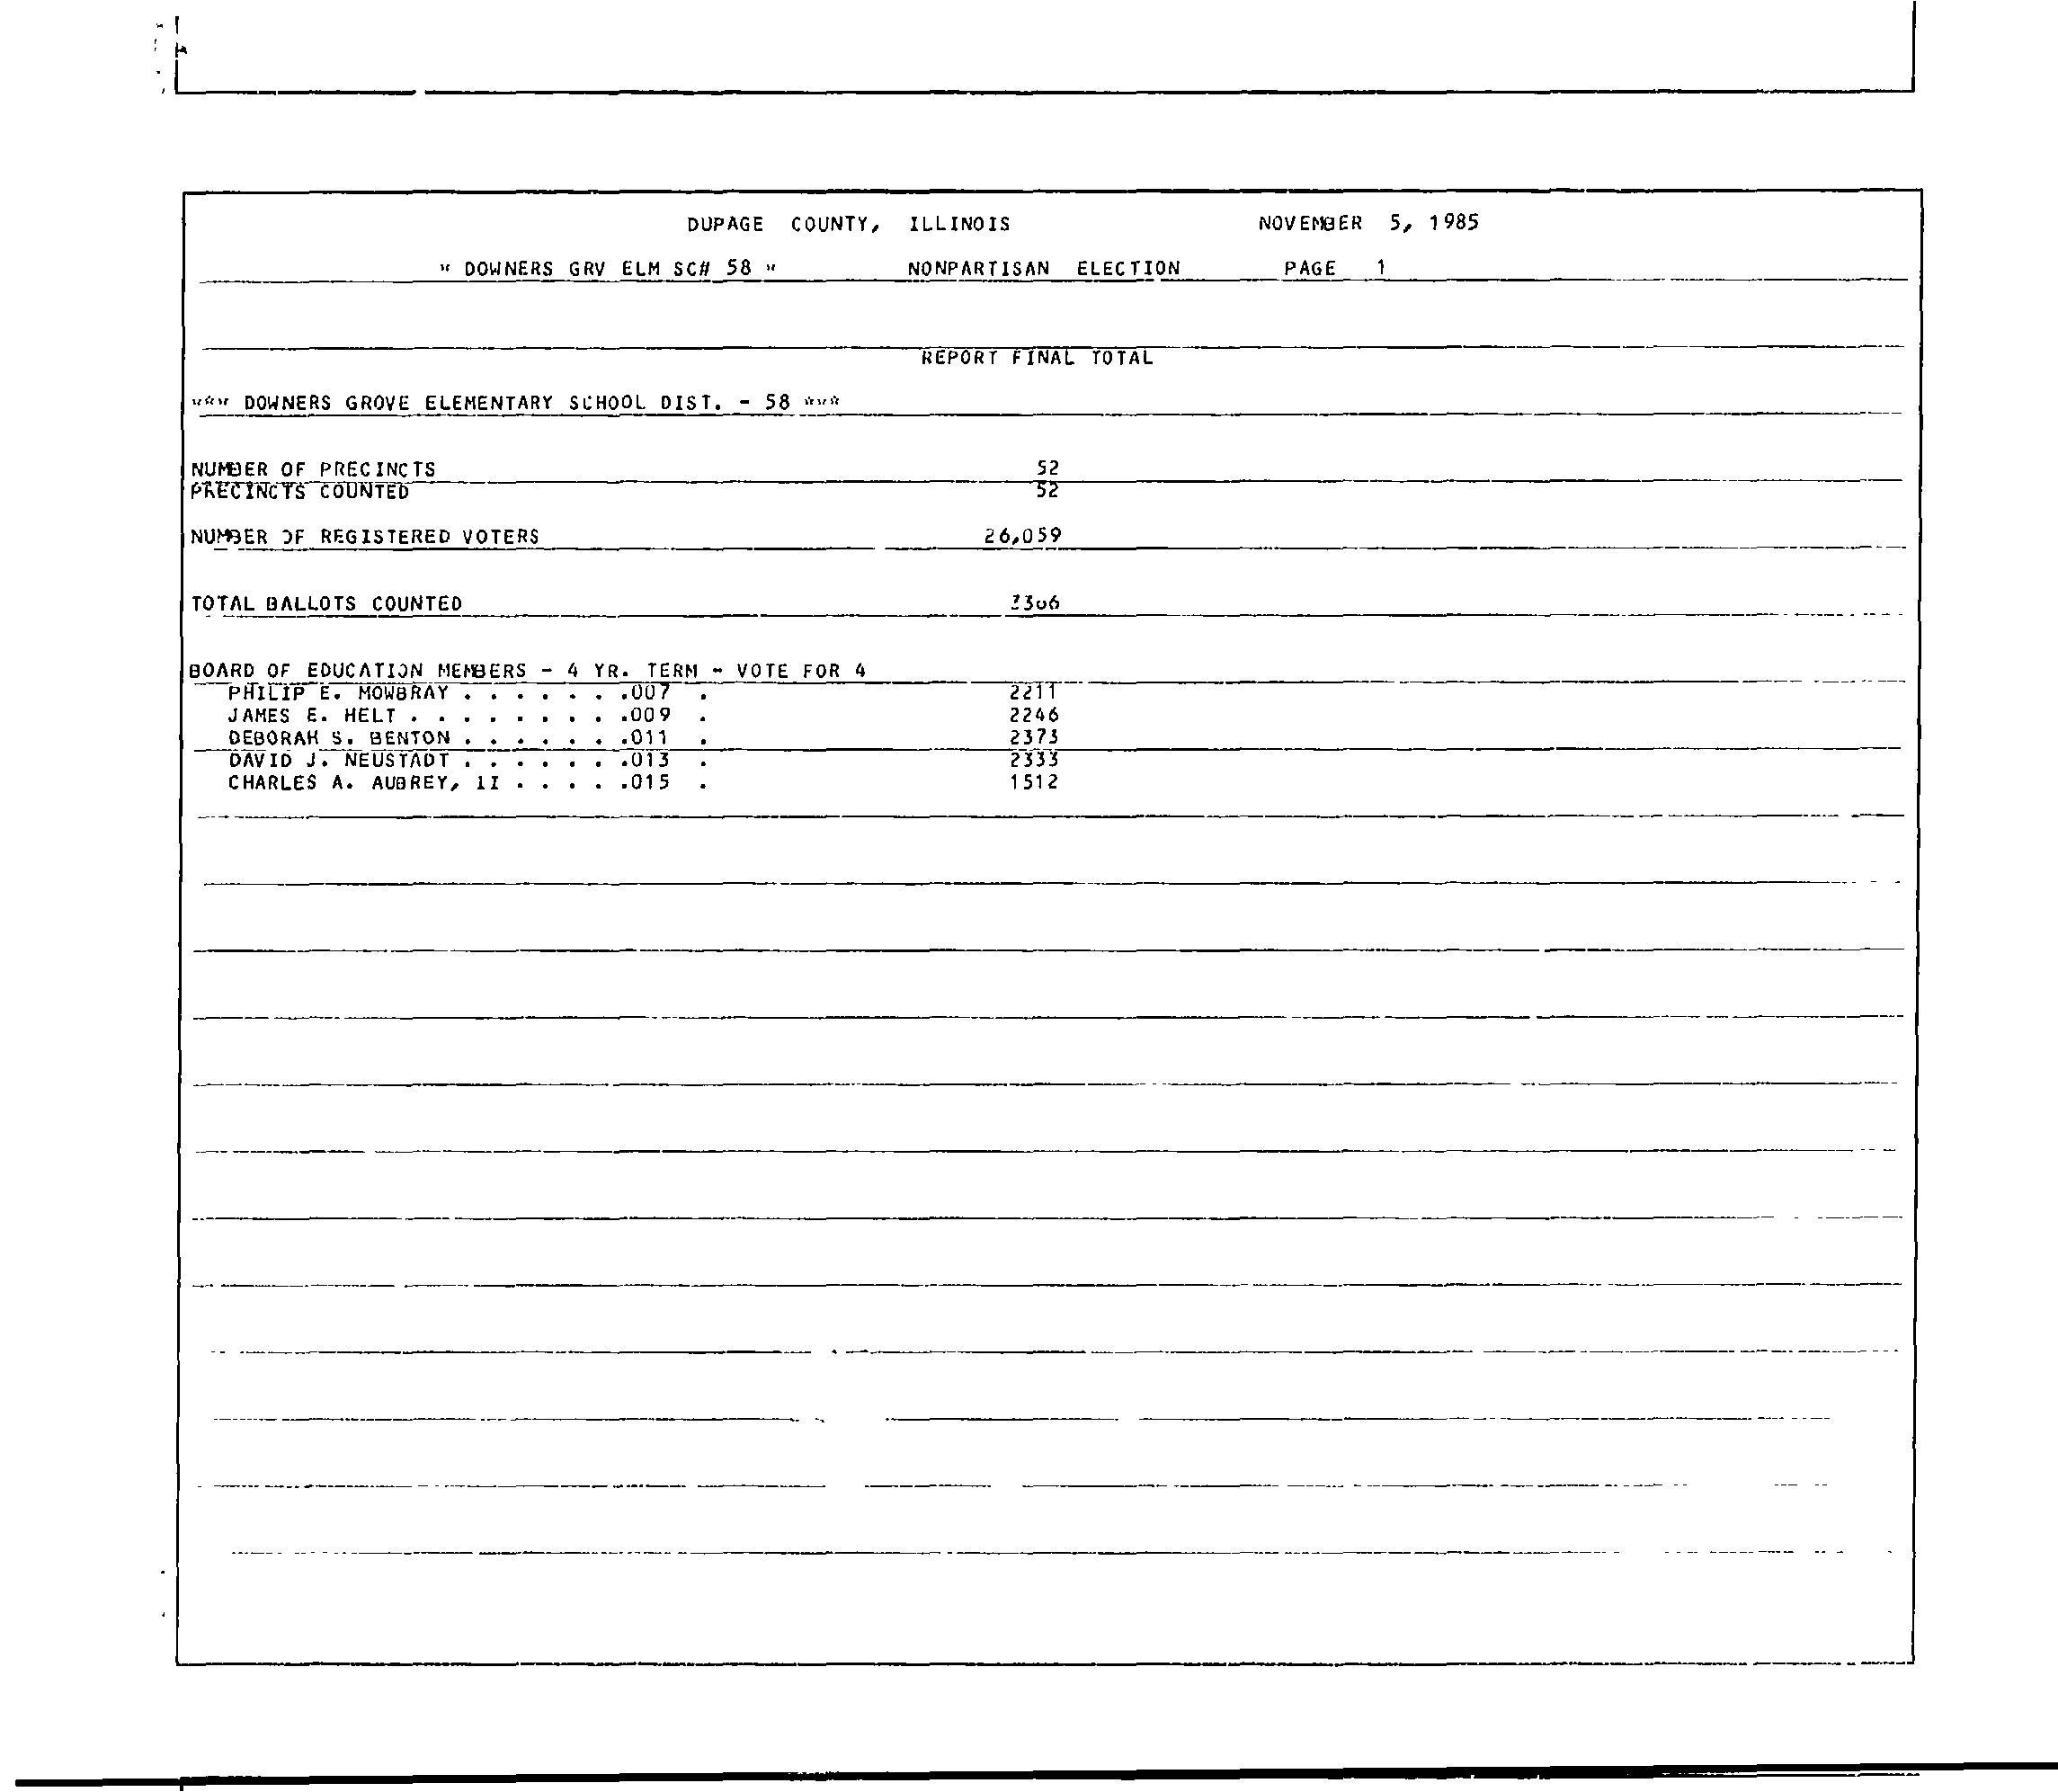 DUPAGE COUNTY, ILLINOIS NOVEMBER 5, 1985
* DOWNERS GRV ELM SC# 58 * NONPARTISAN ELECTION PAGE 1
REPORT FINAL TOTAL
*** DOWNERS GROVE ELEMENTARY SCHOOL DIST. - 58 ***
NUMBER OF PRECINCTS 52
PRECINCTS COUNTED 52
NUMBER OF REGISTERED VOTERS 26,059
TOTAL BALLOTS COUNTED
BOARD OF EDUCATION MEMBERS - 4 YR. TERM - VOTE FOR 4
PHILIP E. MOWBRAY . . . . . . .007 . 2211
JAMES E. HELT . . . . . . . . .009 . 2246
DEBORAH S. BENTON . . . . . . .011 . 2373
DAVID J. NEUSTADT . . . . . . .013 . 2333
CHARLES A. AUBREY, II . . . . .015 . 1512